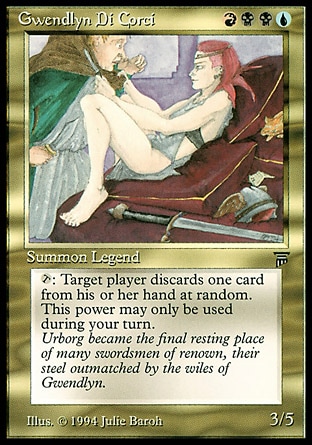 Gwendlyn Di Corci
Summon Legend
: Target player discards one card
from his or her hand at random.
This power may only be used
during your turn.
Urborg became the final resting place
of many swordsmen of renown, their
steel outmatched by the wiles of
Gwendlyn.
Illus. © 1994 Julie Baroh
3/5